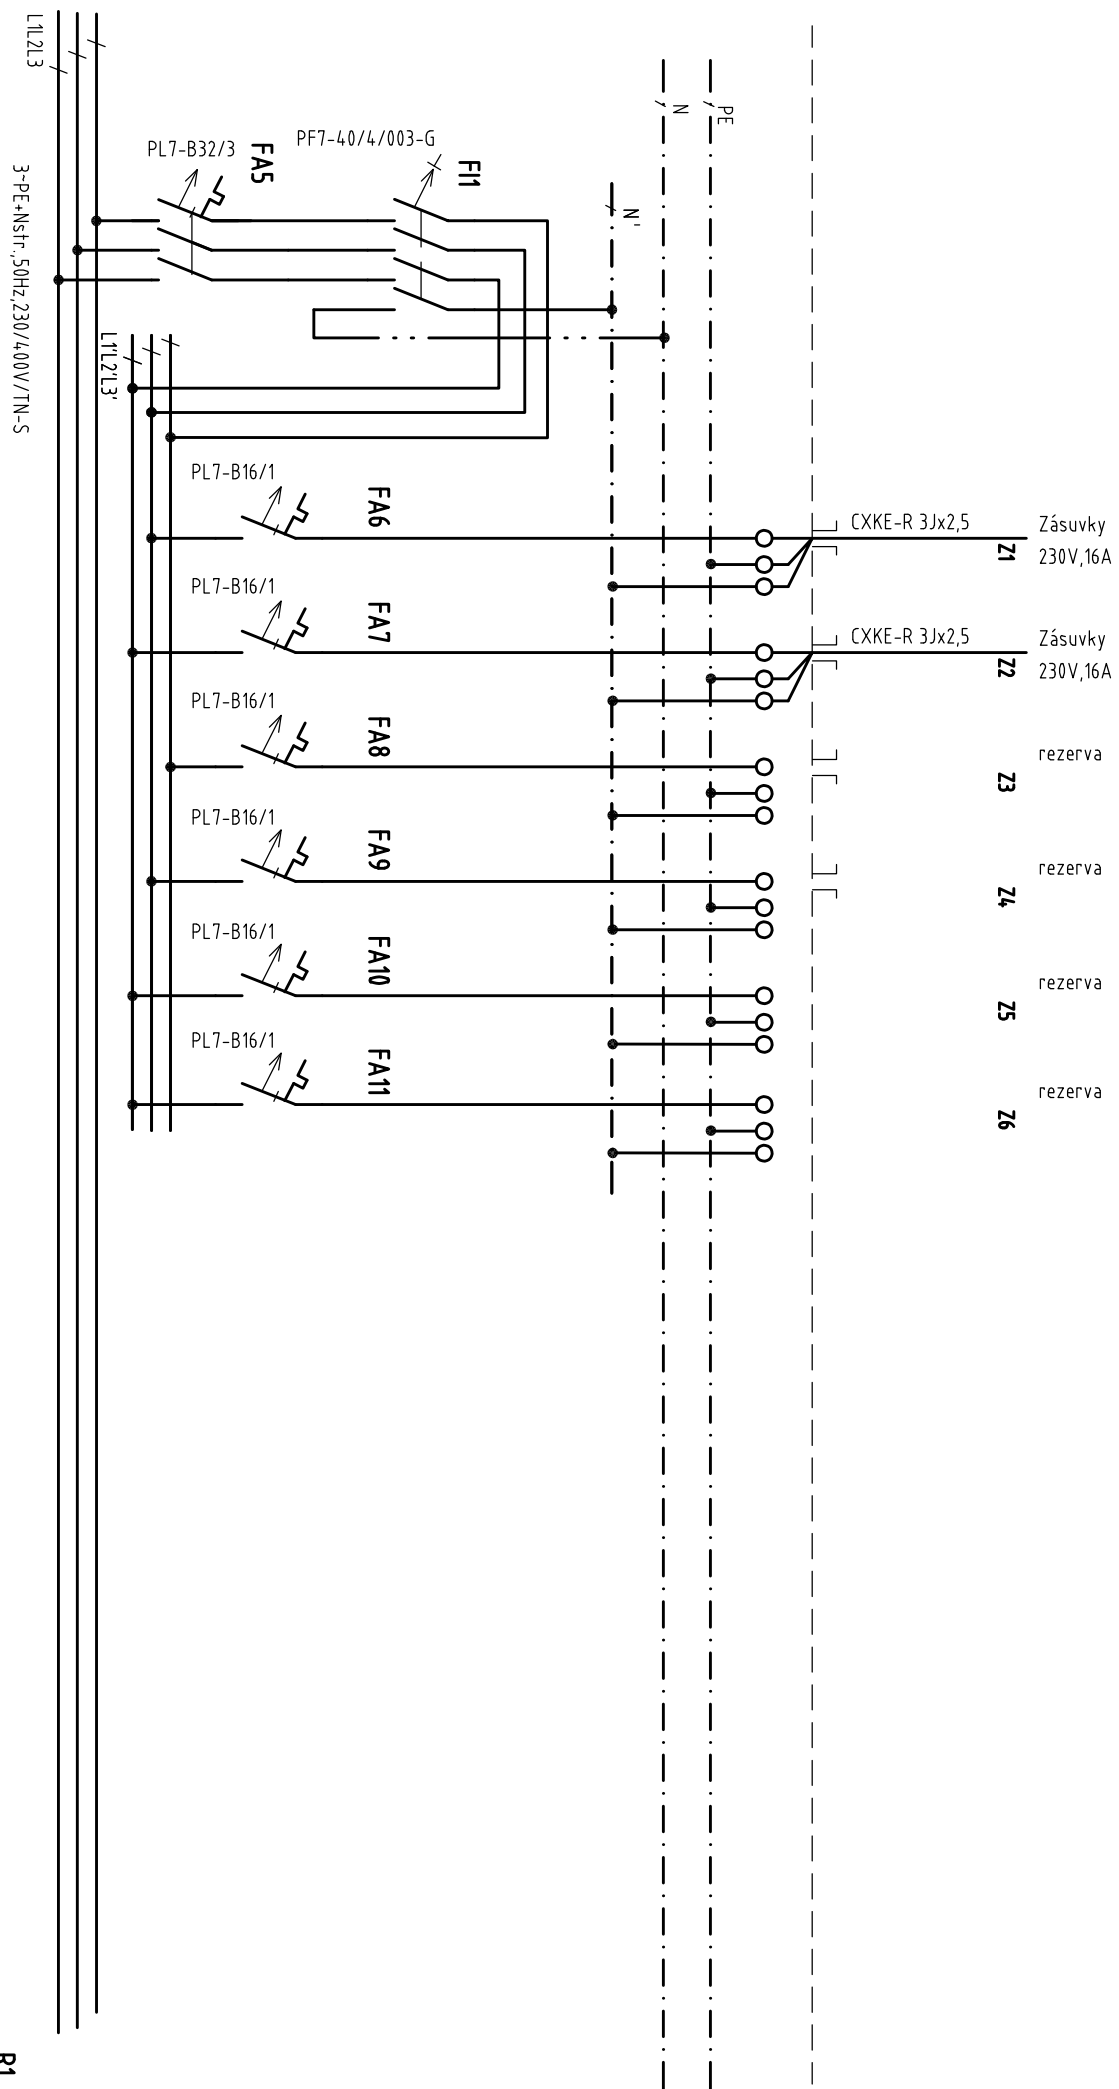 L1L2L3
3~PE+Nstr.,50Hz,230/400V/TN-S
PE
N
N'
FI1
PF7-40/4/003-G
FA5
PL7-B32/3
L1'L2'L3'
PL7-B16/1
FA6
CXKE-R 3Jx2,5
Z1
Zásuvky
230V,16A
PL7-B16/1
FA7
CXKE-R 3Jx2,5
Z2
Zásuvky
230V,16A
PL7-B16/1
FA8
Z3
rezerva
PL7-B16/1
FA9
Z4
rezerva
PL7-B16/1
FA10
Z5
rezerva
PL7-B16/1
FA11
Z6
rezerva
R1